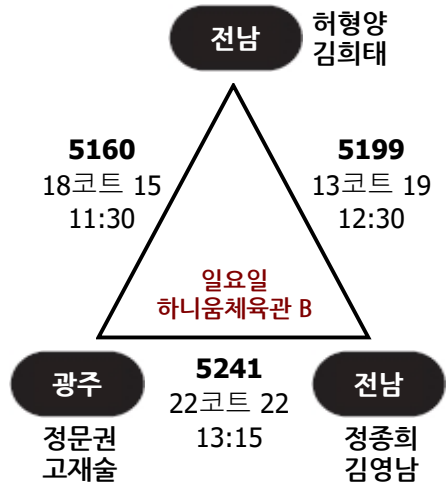 전남
허형양
김희태
5160
18코트 15
11:30
5199
13코트 19
12:30
일요일
하니움체육관 B
광주
정문권
고재술
5241
22코트 22
13:15
전남
정종희
김영남